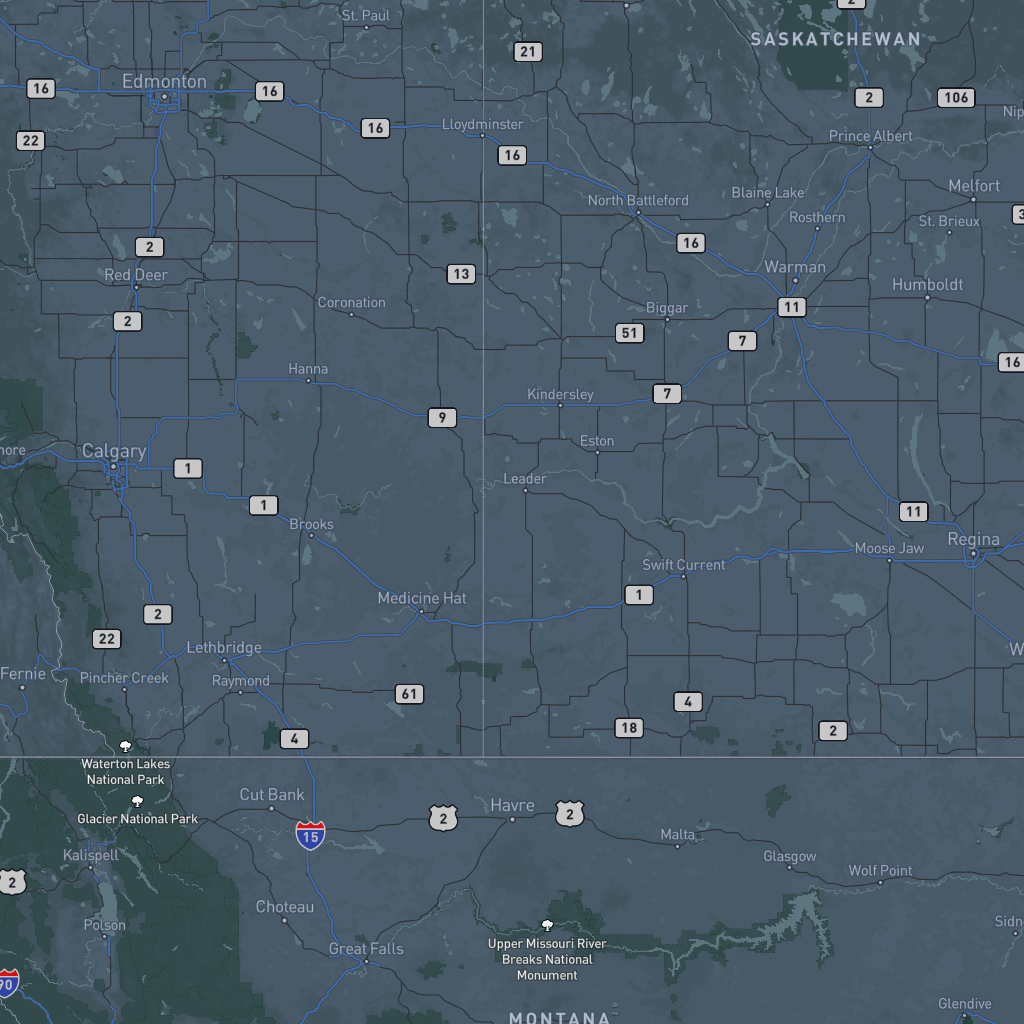 St. Paul
2
SASKATCHEWAN
21
Edmonton
16
16
2
106
22
16
Lloydminster
16
Prince Albert
Melfort
Blaine Lake
North Battleford
Rosthern
St. Brieux
2
16
13
Red Deer
Warman
Humboldt
Coronation
Biggar
11
2
51
7
16
Hanna
Kindersley
7
9
Eston
Calgary
1
Leader
1
11
Brooks
Regina
Moose Jaw
Swift Current
Medicine Hat
1
2
22
Lethbridge
Fernie
Pincher Creek
Raymond
61
4
18
2
4
Waterton Lakes
National Park
Glacier National Park
Cut Bank
Havre
2
2
15
Malta
Kalispell
Glasgow
Wolf Point
2
Choteau
Polson
Great Falls
Upper Missouri River
Breaks National
Monument
90
Glendive
MONTANA